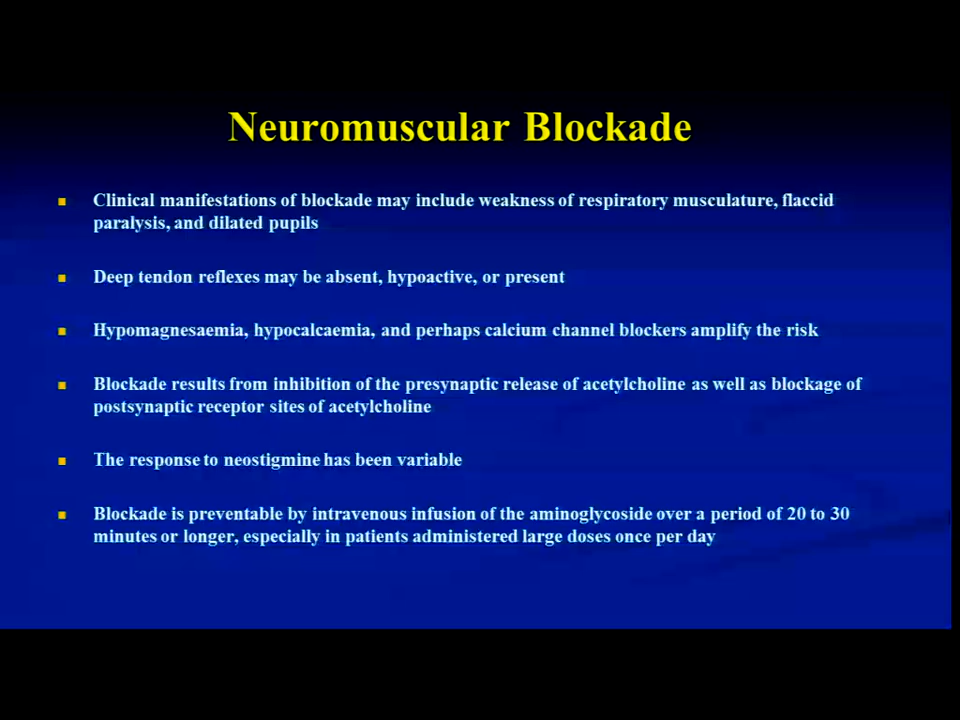 Neuromuscular Blockade
Clinical manifestations of blockade may include weakness of respiratory musculature, flaccid
paralysis, and dilated pupils
Deep tendon reflexes may be absent, hypoactive, or present
Hypomagnesaemia, hypocalcaemia, and perhaps calcium channel blockers amplify the risk
Blockade results from inhibition of the presynaptic release of acetylcholine as well as blockage of
postsynaptic receptor sites of acetylcholine
The response to neostigmine has been variable
Blockade is preventable by intravenous infusion of the aminoglycoside over a period of 20 to 30
minutes or longer, especially in patients administered large doses once per day